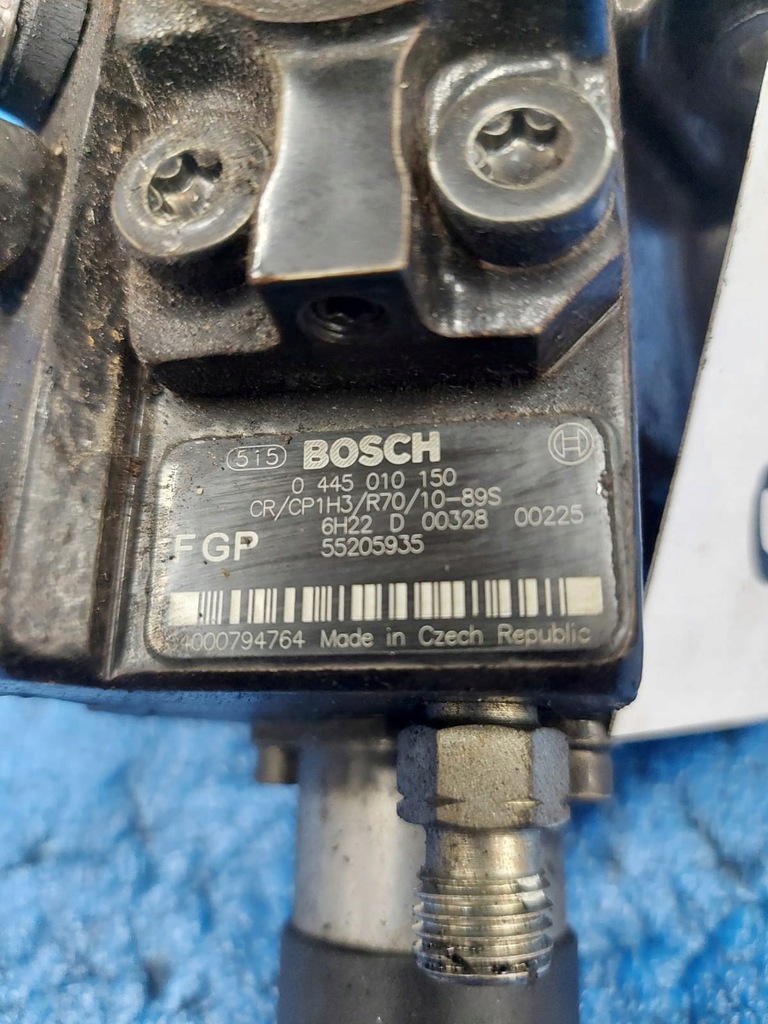 515 BOSCH H
0 445 010 150
CR/CP1H3/R70/10-89S
6H22 D 00328 00225
FGP 55205935
4000794764 Made in Czech Republic